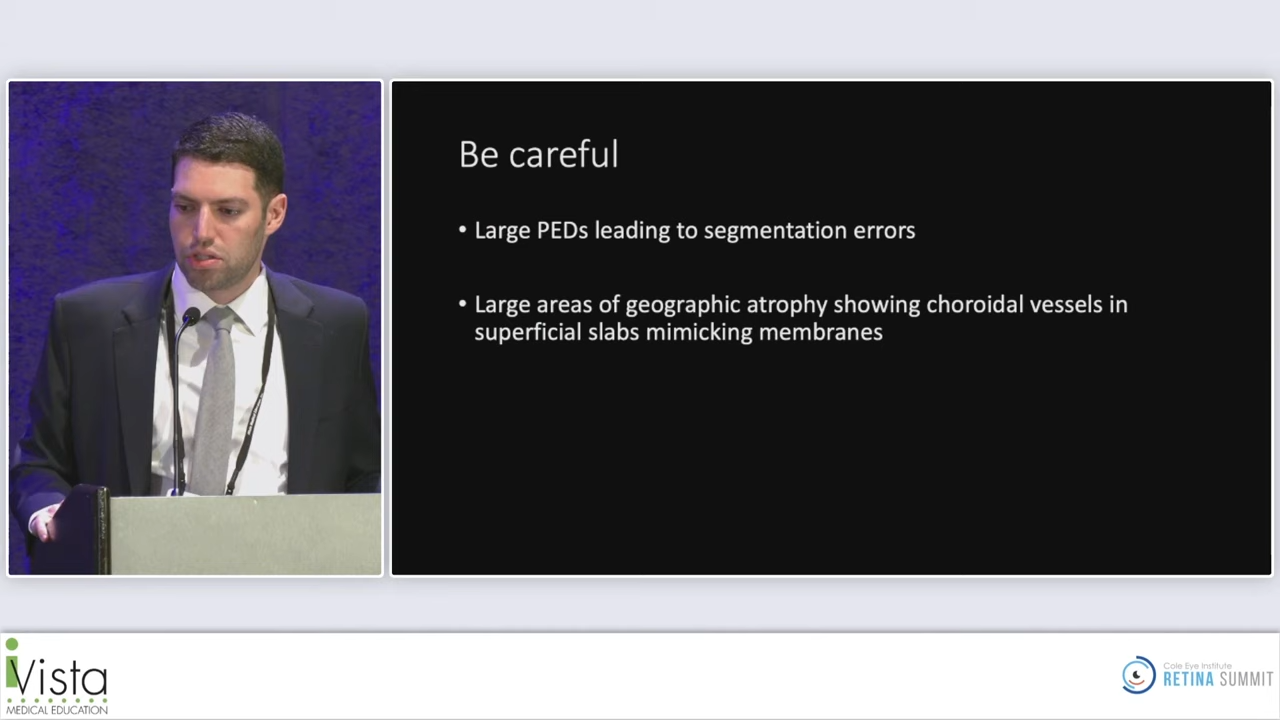 Be careful
• Large PEDs leading to segmentation errors
• Large areas of geographic atrophy showing choroidal vessels in
superficial slabs mimicking membranes
iVista
MEDICAL EDUCATION
Cole Eye Institute
RETINA SUMMIT